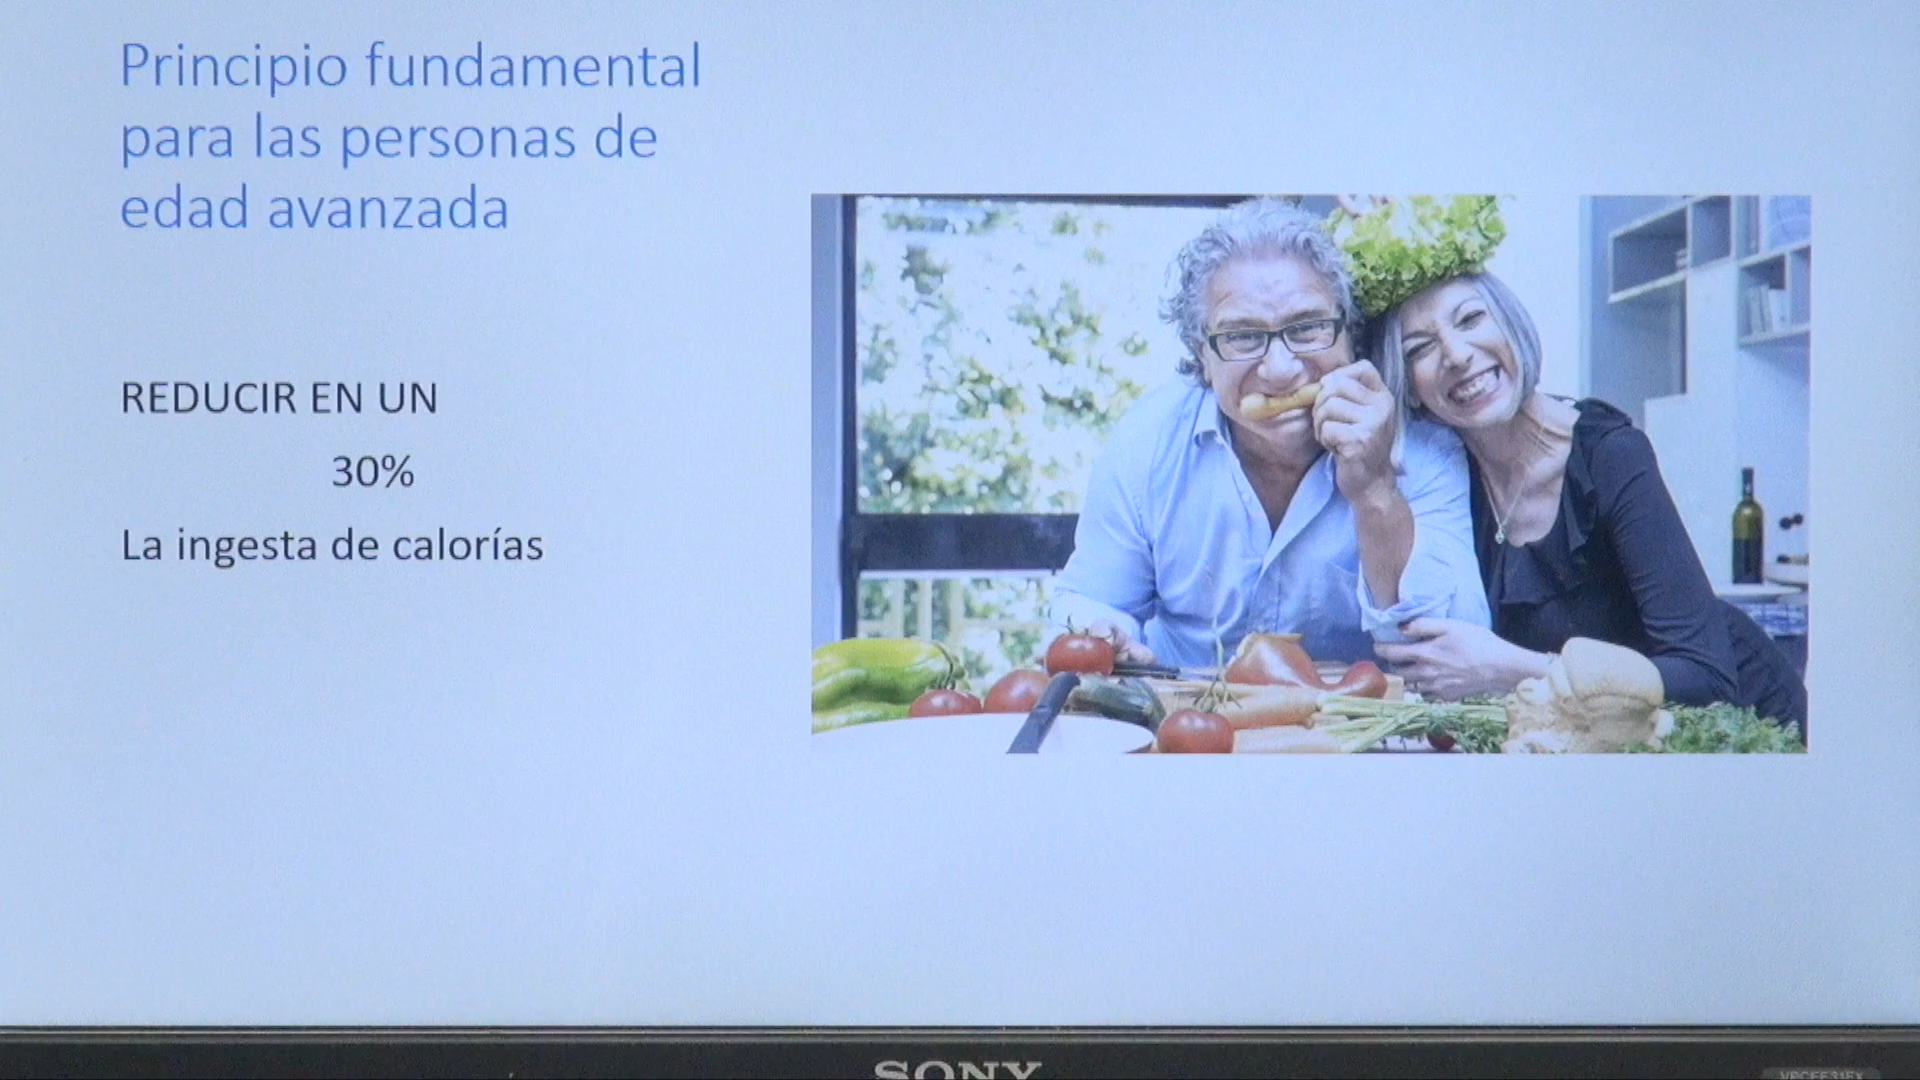 Principio fundamental
para las personas de
edad avanzada
REDUCIR EN UN
30%
La ingesta de calorías
SONY